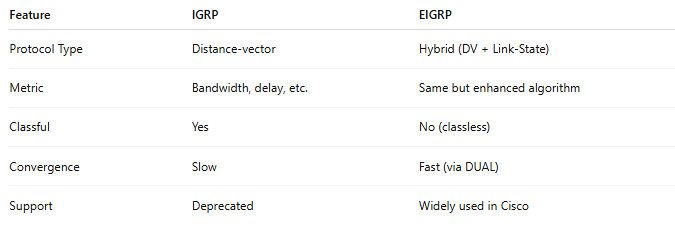 Feature IGRP EIGRP
Protocol Type Distance-vector Hybrid (DV + Link-State)
Metric Bandwidth, delay, etc. Same but enhanced algorithm
Classful Yes No (classless)
Convergence Slow Fast (via DUAL)
Support Deprecated Widely used in Cisco